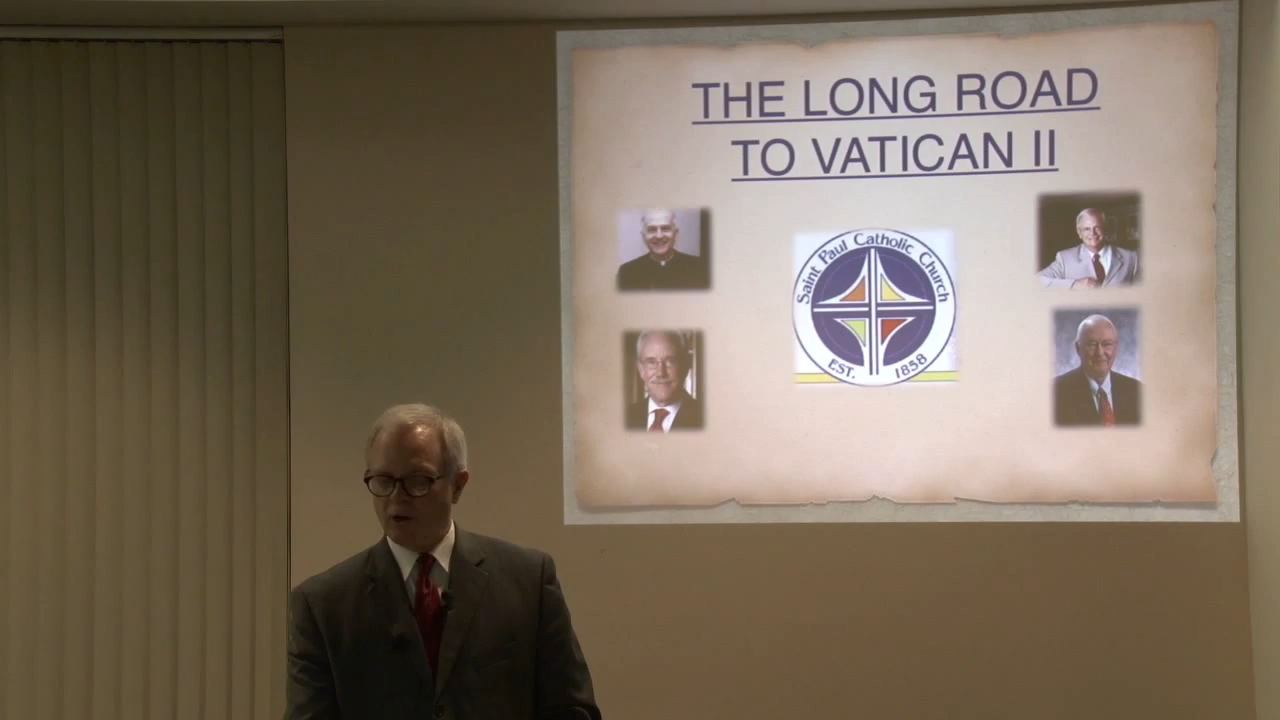 THE LONG ROAD
TO VATICAN II
Saint Paul Catholic Church
EST. 1858